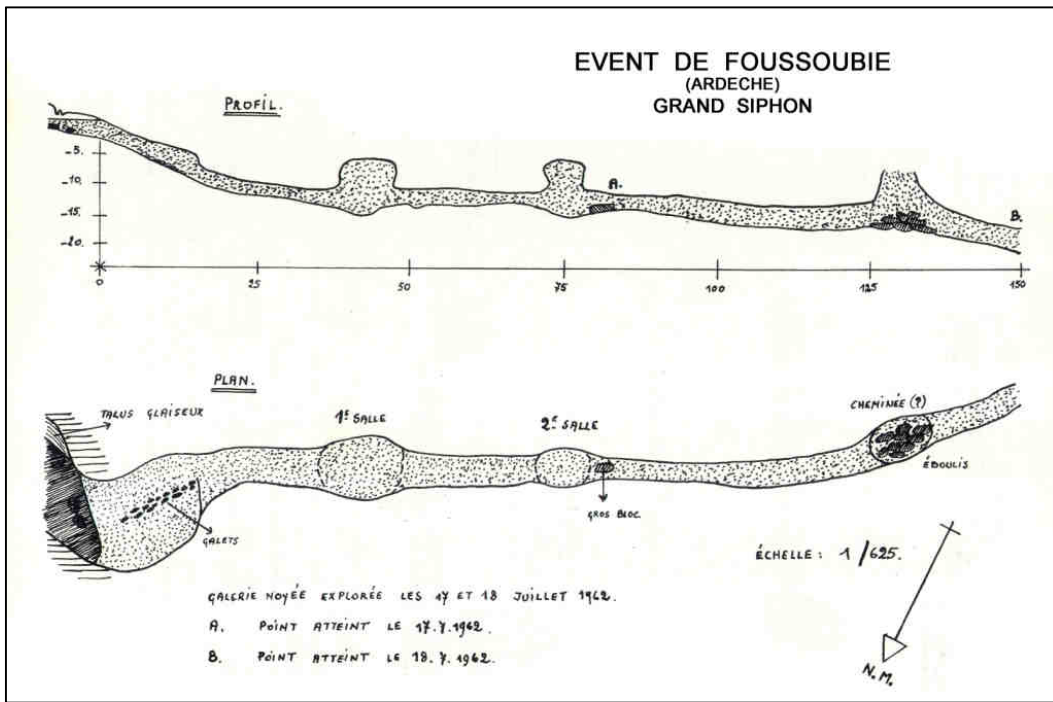 EVENT DE FOUSSOUBIE
(ARDECHE)
GRAND SIPHON
PROFIL.
-5.
-10.
-15.
-20.
A.
B.
0 25 50 75 100 125 150
PLAN.
TALUS GLAISEUX
1e SALLE
2e SALLE
CHEMINÉE (?)
ÉBOULIS
GROS BLOC
GALETS
ÉCHELLE : 1/625.
N.M.
GALERIE NOYÉE EXPLORÉE LES 17 ET 18 JUILLET 1962.
A. POINT ATTEINT LE 17.7.1962.
B. POINT ATTEINT LE 18.7.1962.